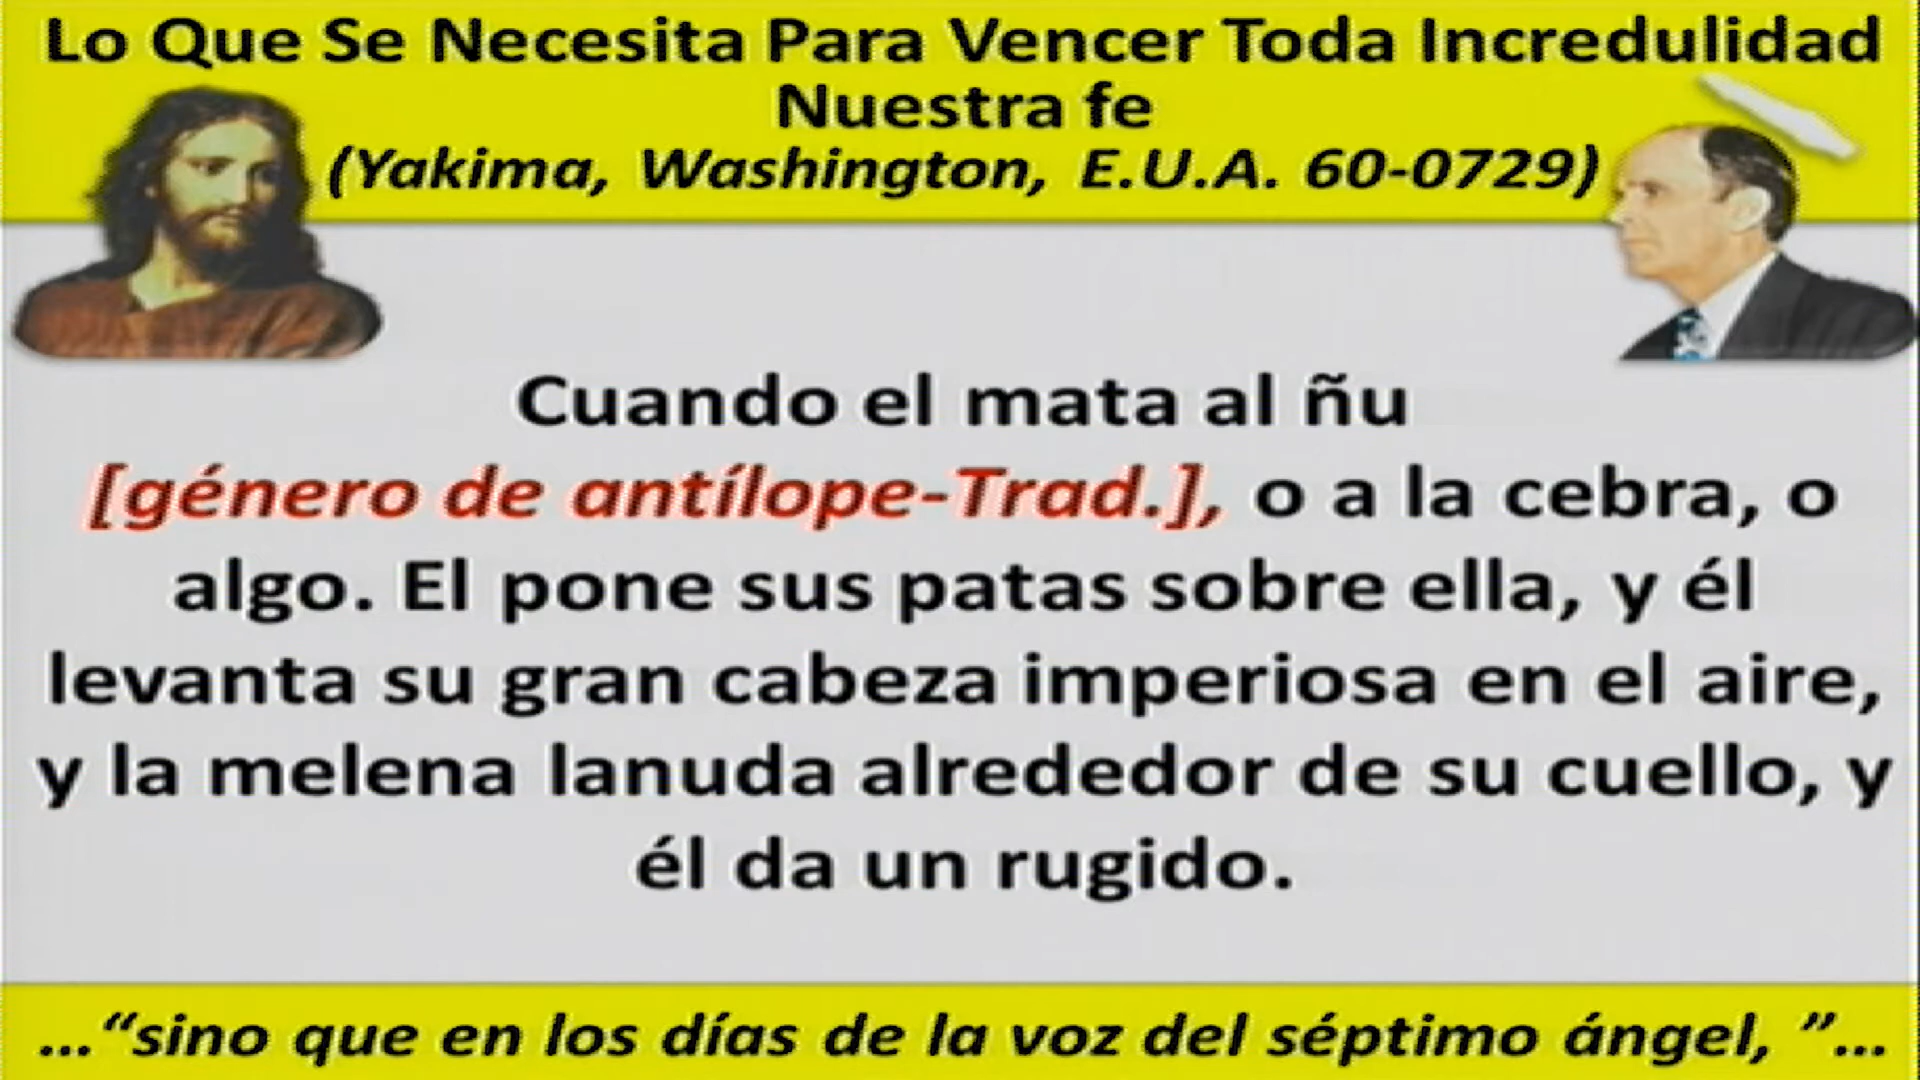 Lo Que Se Necesita Para Vencer Toda Incredulidad
Nuestra fe
(Yakima, Washington, E.U.A. 60-0729)
Cuando el mata al ñu
[género de antílope-Trad.], o a la cebra, o
algo. El pone sus patas sobre ella, y él
levanta su gran cabeza imperiosa en el aire,
y la melena lanuda alrededor de su cuello, y
él da un rugido.
...“sino que en los días de la voz del séptimo ángel, ”...